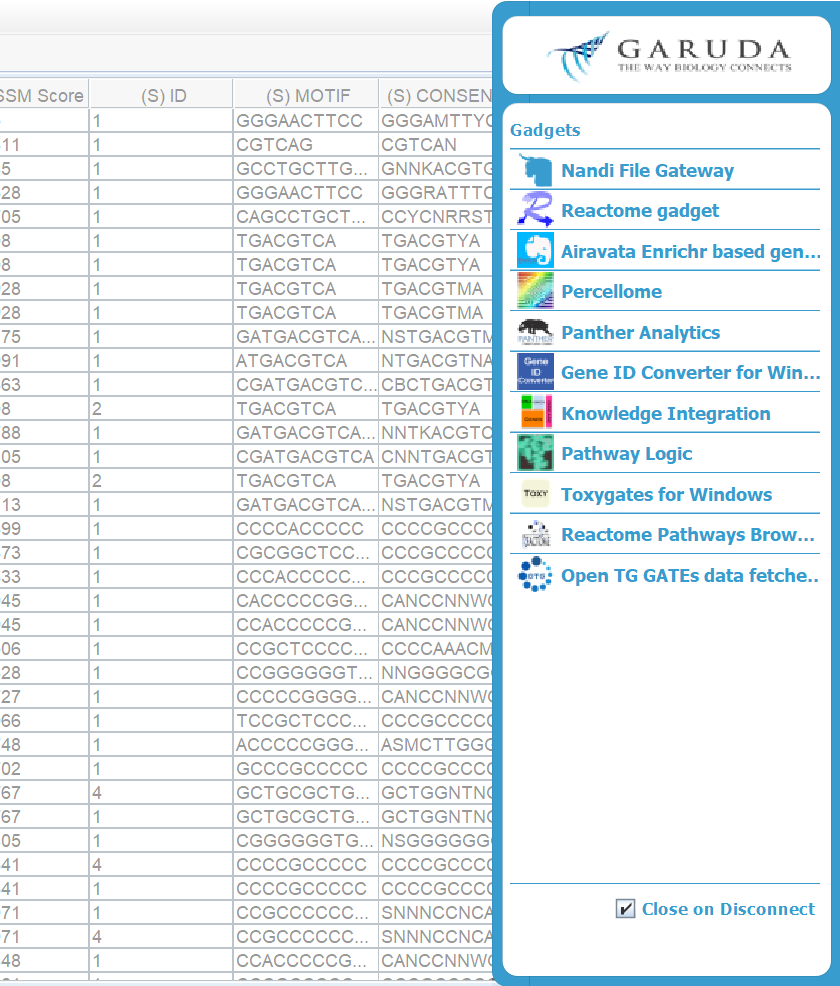 GARUDA
THE WAY BIOLOGY CONNECTS
SSM Score (S) ID (S) MOTIF (S) CONSEN
1 GGGAACTTCC GGGAMTTYC
11 1 CGTCAG CGTCAN
5 1 GCCTGCTTG... GNNKACGTG
28 1 GGGAACTTCC GGGRATTTC
05 1 CAGCCTGCT... CCYCNRRST
98 1 TGACGTCA TGACGTYA
98 1 TGACGTCA TGACGTYA
28 1 TGACGTCA TGACGTMA
28 1 TGACGTCA TGACGTMA
75 1 GATGACGTCA... NSTGACGTM
91 1 ATGACGTCA NTGACGTNA
63 1 CGATGACGTC... CBCTGACGT
98 2 TGACGTCA TGACGTYA
88 1 GATGACGTCA... NNTKACGTC
05 1 CGATGACGTCA CNNTGACGT
98 2 TGACGTCA TGACGTYA
13 1 GATGACGTCA... NSTGACGTM
99 1 CCCCACCCCC CCCCGCCCC
73 1 CGCGGCTCC... CCCGCCCCC
33 1 CCCACCCCC... CCCGCCCCC
45 1 CACCCCCGG... CANCCNNWC
45 1 CCACCCCCG... CANCCNNWC
06 1 CCGCTCCCC... CCCCAAACM
28 1 CCGGGGGGT... NNGGGGCG
27 1 CCCCCGGGG... CANCCNNWC
66 1 TCCGCTCCC... CCCGCCCCC
48 1 ACCCCCGGG... ASMCTTGGG
02 1 GCCCGCCCCC CCCCGCCCC
67 4 GCTGCGCTG... GCTGGNTNC
67 1 GCTGCGCTG... GCTGGNTNC
05 1 CGGGGGGTG... NSGGGGGG
41 4 CCCCGCCCCC CCCCGCCCC
41 1 CCCCGCCCCC CCCCGCCCC
71 1 CCGCCCCCC... SNNNCCNCA
71 4 CCGCCCCCC... SNNNCCNCA
48 1 CCACCCCCG... CANCCNNWC
Gadgets
Nandi File Gateway
Reactome gadget
Airavata Enrichr based gen...
Percellome
Panther Analytics
Gene ID Converter for Win...
Knowledge Integration
Pathway Logic
Toxygates for Windows
Reactome Pathways Brow...
Open TG GATEs data fetche..
Close on Disconnect